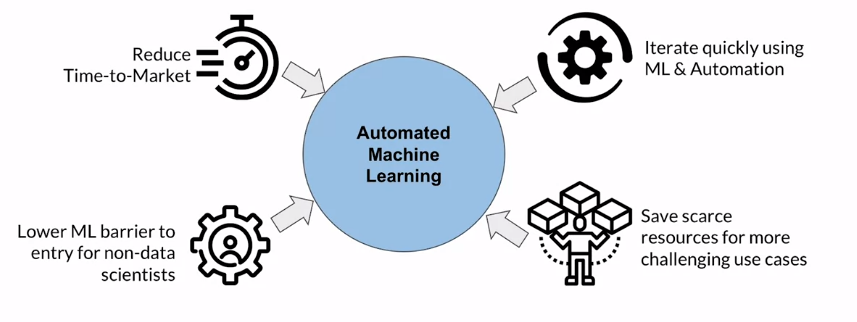 Reduce
Time-to-Market
Iterate quickly using
ML & Automation
Automated
Machine
Learning
Lower ML barrier to
entry for non-data
scientists
Save scarce
resources for more
challenging use cases